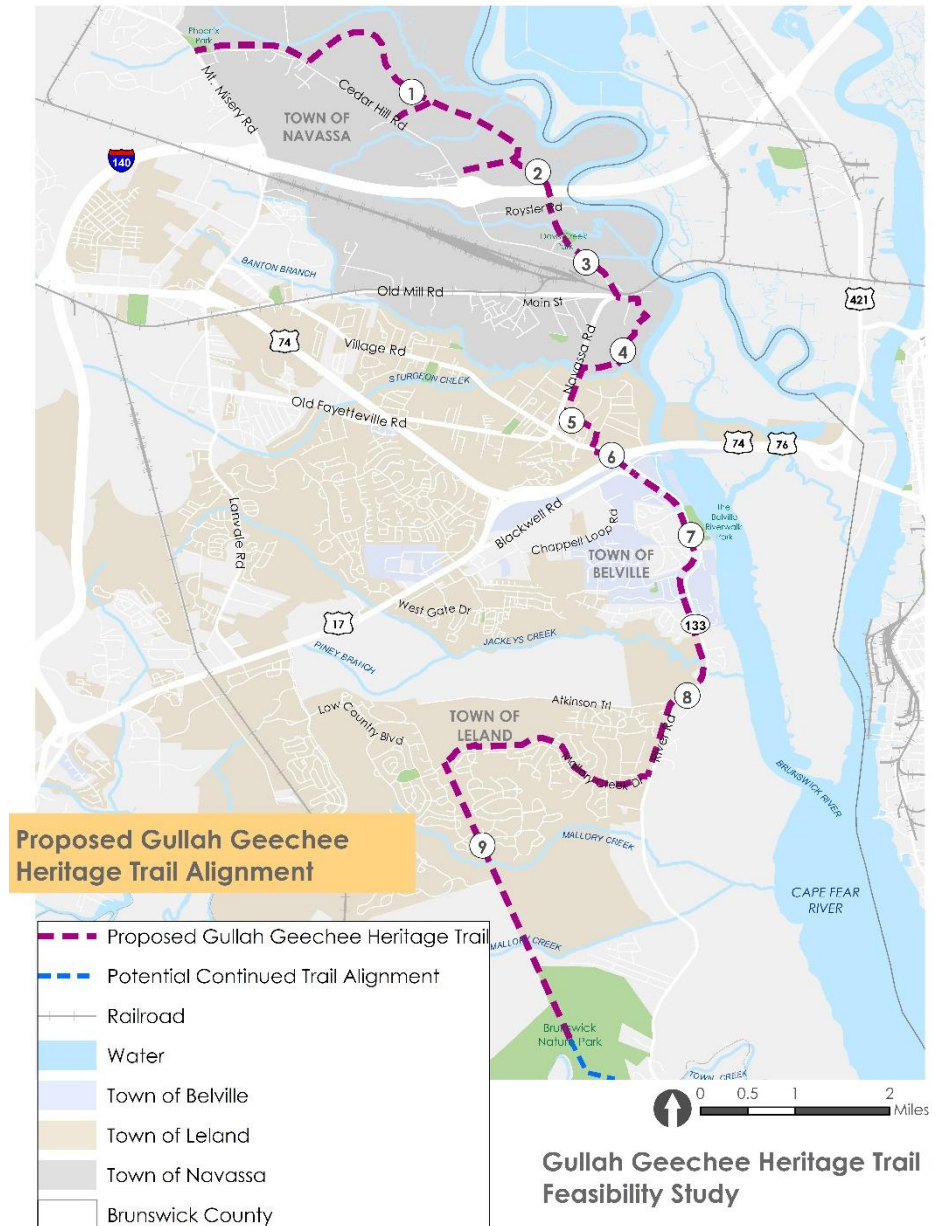 Phoenix
Park
Mt. Misery Rd
Cedar Hill Rd
1
TOWN OF
NAVASSA
140
2
Royster Rd
Davis Creek
Park
3
BANTON BRANCH
Old Mill Rd
Main St
421
74
Village Rd
Navassa Rd
4
STURGEON CREEK
Old Fayetteville Rd
5
6
74
76
Lanvale Rd
Blackwell Rd
Chappell Loop Rd
The
Belville
Riverwalk
Park
7
TOWN OF
BELVILLE
West Gate Dr
17
133
JACKEYS CREEK
PINEY BRANCH
8
Atkinson Trl
Low Country Blvd
TOWN OF
LELAND
River Rd
Mallory Creek Dr
BRUNSWICK
RIVER
Proposed Gullah Geechee
Heritage Trail Alignment
9
MALLORY CREEK
CAPE FEAR
RIVER
Proposed Gullah Geechee Heritage Trail
MALLORY CREEK
Potential Continued Trail Alignment
Railroad
Brunswick
Nature Park
Water
TOWN CREEK
Town of Belville
0 0.5 1 2
Miles
Town of Leland
Town of Navassa
Brunswick County
Gullah Geechee Heritage Trail
Feasibility Study